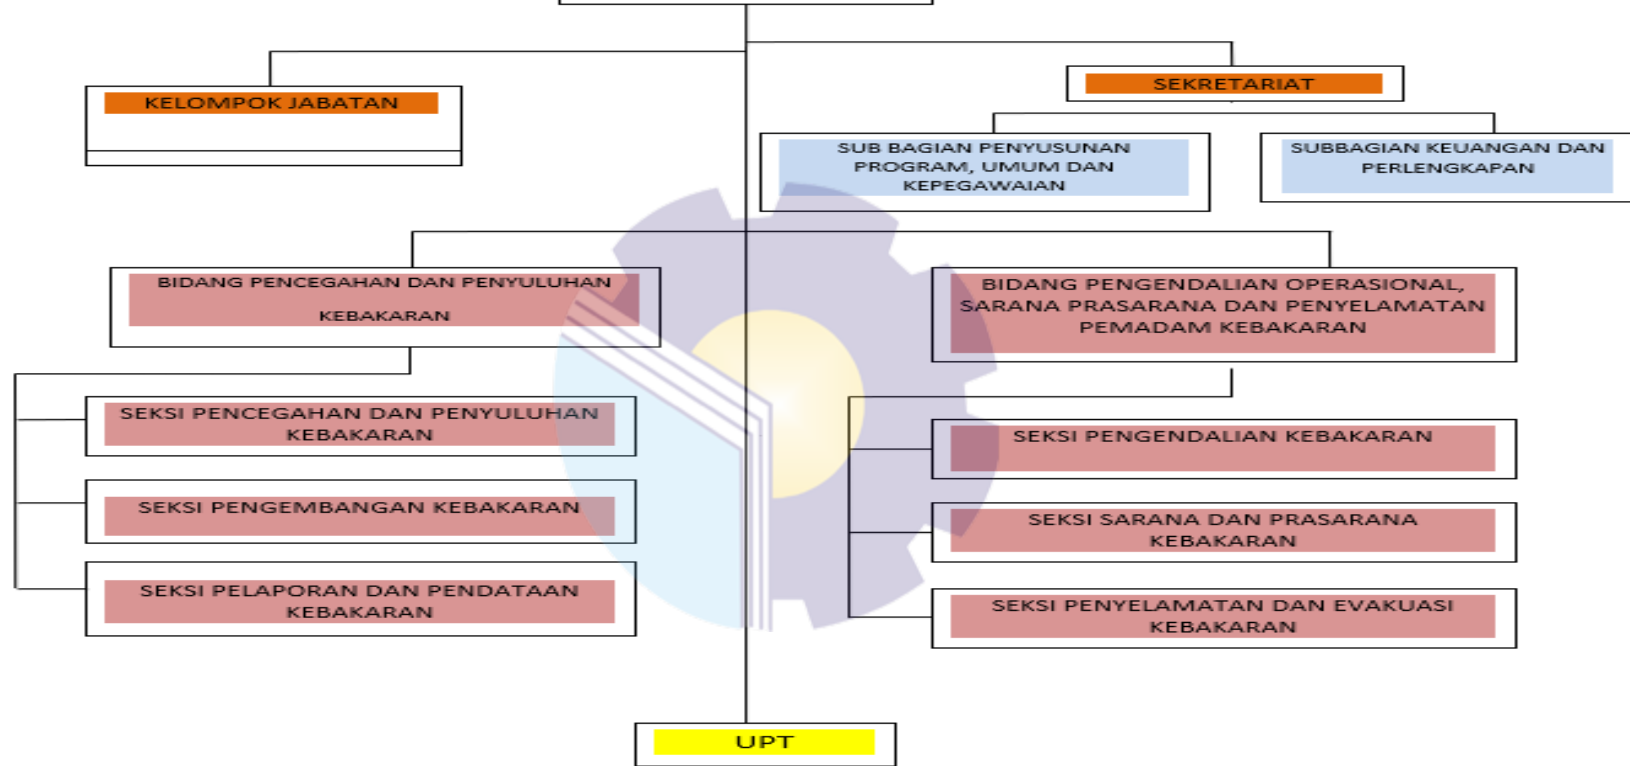 KELOMPOK JABATAN
SEKRETARIAT
SUB BAGIAN PENYUSUNAN
PROGRAM, UMUM DAN
KEPEGAWAIAN
SUBBAGIAN KEUANGAN DAN
PERLENGKAPAN
BIDANG PENCEGAHAN DAN PENYULUHAN
KEBAKARAN
BIDANG PENGENDALIAN OPERASIONAL,
SARANA PRASARANA DAN PENYELAMATAN
PEMADAM KEBAKARAN
SEKSI PENCEGAHAN DAN PENYULUHAN
KEBAKARAN
SEKSI PENGEMBANGAN KEBAKARAN
SEKSI PELAPORAN DAN PENDATAAN
KEBAKARAN
SEKSI PENGENDALIAN KEBAKARAN
SEKSI SARANA DAN PRASARANA
KEBAKARAN
SEKSI PENYELAMATAN DAN EVAKUASI
KEBAKARAN
UPT